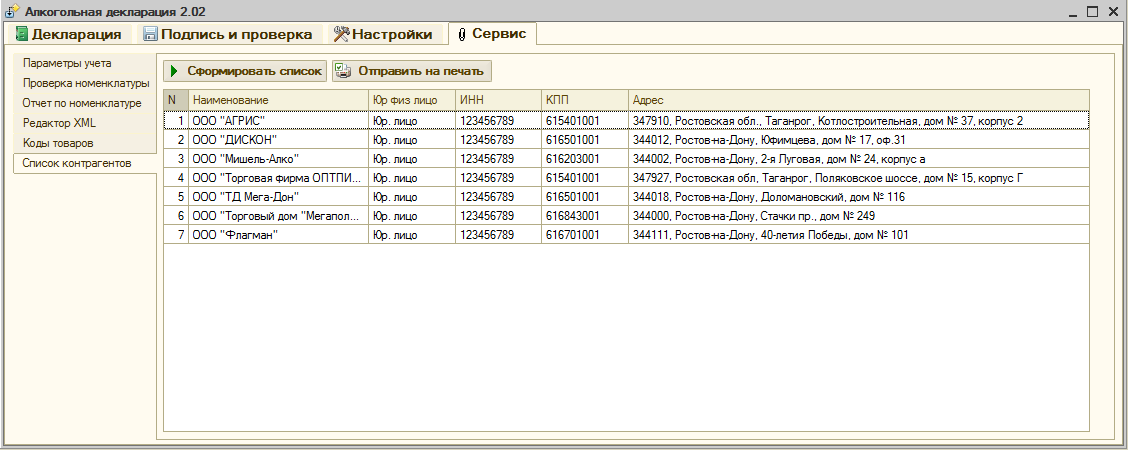 Алкогольная декларация 2.02
Декларация Подпись и проверка Настройки Сервис
Параметры учета
Проверка номенклатуры
Отчет по номенклатуре
Редактор XML
Коды товаров
Список контрагентов
Сформировать список Отправить на печать
N Наименование Юр физ лицо ИНН КПП Адрес
1 ООО "АГРИС" Юр. лицо 123456789 615401001 347910, Ростовская обл., Таганрог, Котлостроительная, дом № 37, корпус 2
2 ООО "ДИСКОН" Юр. лицо 123456789 616501001 344012, Ростов-на-Дону, Юфимцева, дом № 17, оф.31
3 ООО "Мишель-Алко" Юр. лицо 123456789 616203001 344002, Ростов-на-Дону, 2-я Луговая, дом № 24, корпус а
4 ООО "Торговая фирма ОПТПИ... Юр. лицо 123456789 615401001 347927, Ростовская обл, Таганрог, Поляковское шоссе, дом № 15, корпус Г
5 ООО "ТД Мега-Дон" Юр. лицо 123456789 616501001 344018, Ростов-на-Дону, Доломановский, дом № 116
6 ООО "Торговый дом "Мегапол... Юр. лицо 123456789 616843001 344000, Ростов-на-Дону, Стачки пр., дом № 249
7 ООО "Флагман" Юр. лицо 123456789 616701001 344111, Ростов-на-Дону, 40-летия Победы, дом № 101